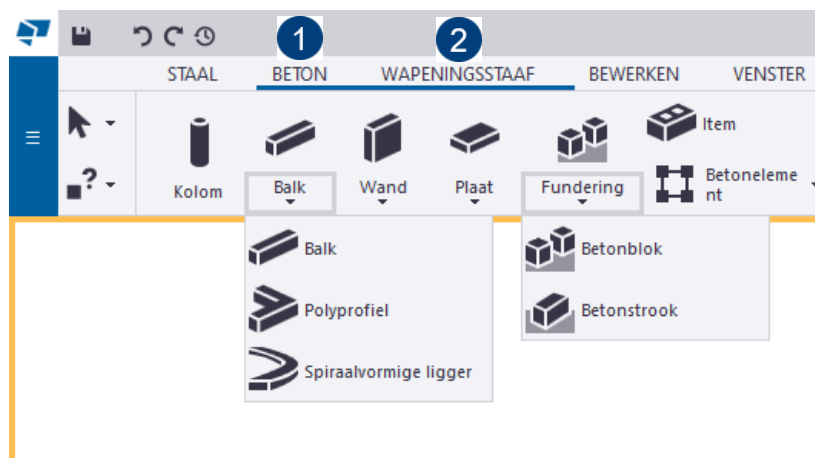 1 2
STAAL BETON WAPENINGSSTAAF BEWERKEN VENSTER
?
Kolom Balk Wand Plaat Fundering Item
Betoneleme
nt
Balk
Polyprofiel
Spiraalvormige ligger
Betonblok
Betonstrook